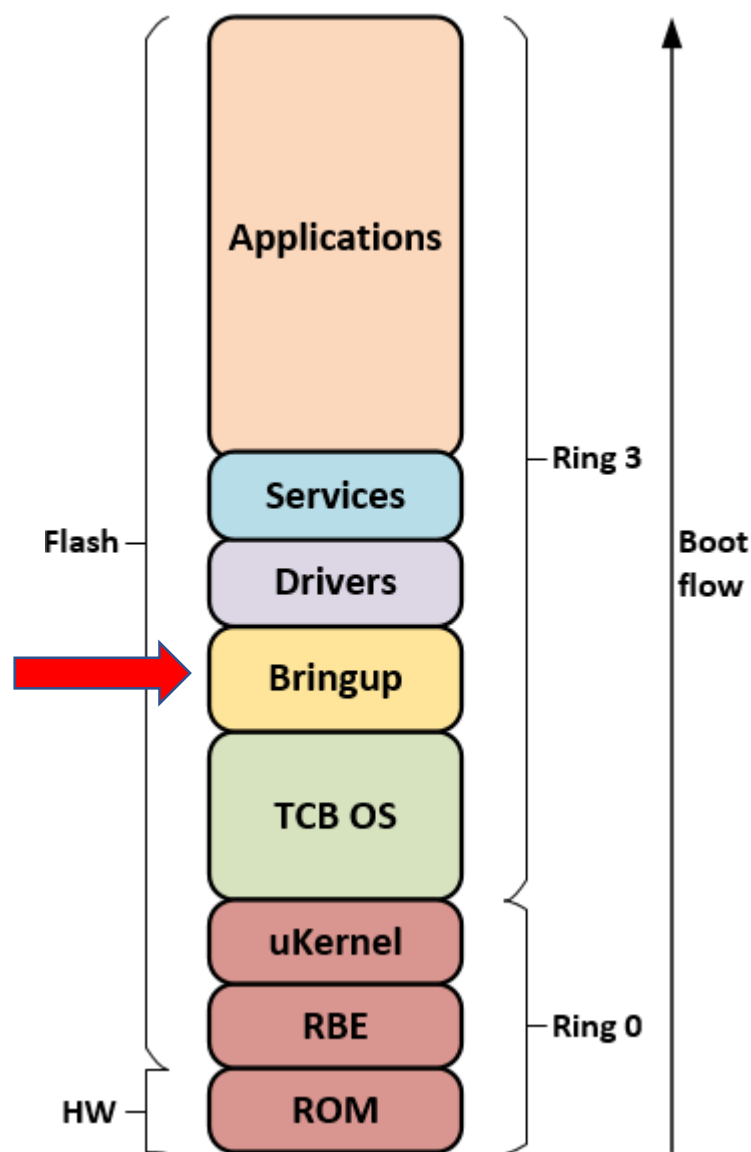 Applications
Ring 3
Services
Flash
Boot
flow
Drivers
Bringup
TCB OS
uKernel
RBE
Ring 0
ROM
HW